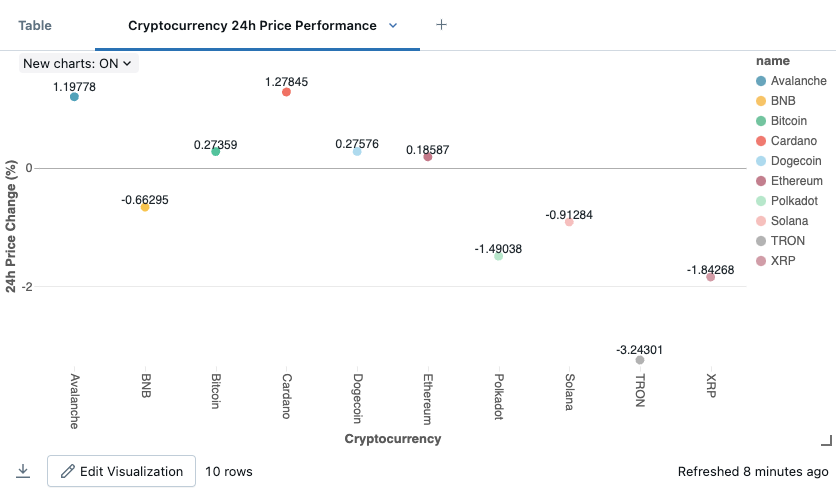 Table
Cryptocurrency 24h Price Performance
New charts: ON
name
Avalanche
BNB
Bitcoin
Cardano
Dogecoin
Ethereum
Polkadot
Solana
TRON
XRP
24h Price Change (%)
0
-2
1.19778
-0.66295
0.27359
1.27845
0.27576
0.18587
-1.49038
-0.91284
-3.24301
-1.84268
Avalanche
BNB
Bitcoin
Cardano
Dogecoin
Ethereum
Polkadot
Solana
TRON
XRP
Cryptocurrency
Edit Visualization
10 rows
Refreshed 8 minutes ago